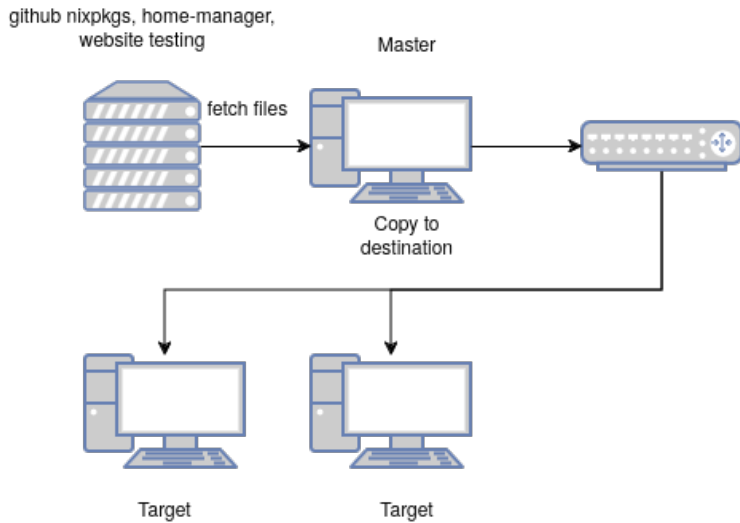 github nixpkgs, home-manager,
website testing
Master
fetch files
Copy to
destination
Target
Target